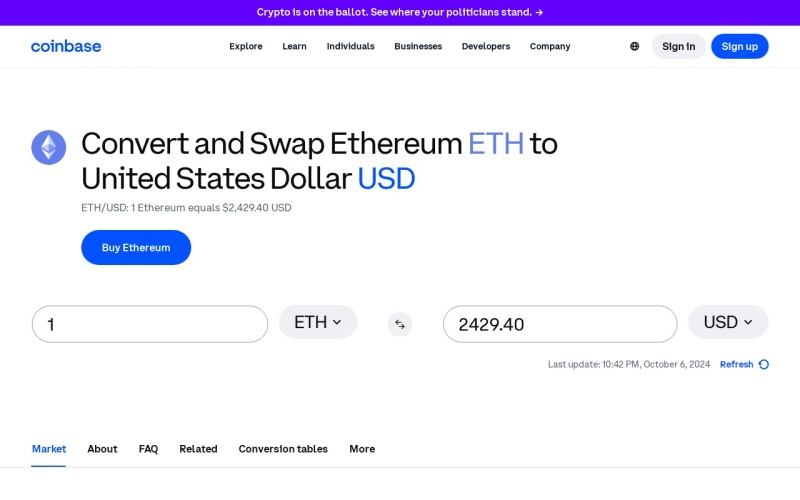 Crypto is on the ballot. See where your politicians stand. →
coinbase
Explore Learn Individuals Businesses Developers Company
Sign in Sign up
Convert and Swap Ethereum ETH to
United States Dollar USD
ETH/USD: 1 Ethereum equals $2,429.40 USD
Buy Ethereum
1 ETH 2429.40 USD
Last update: 10:42 PM, October 6, 2024 Refresh
Market About FAQ Related Conversion tables More